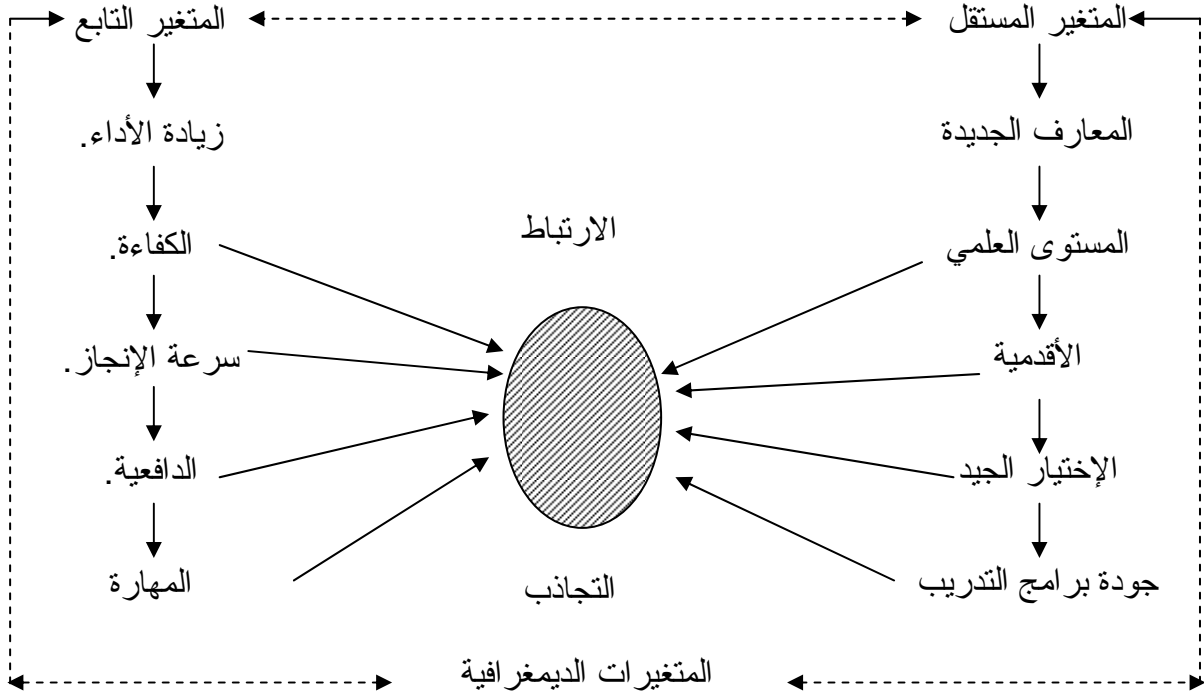 المتغير المستقل
المتغير التابع
المعارف الجديدة
زيادة الأداء.
الارتباط
المستوى العلمي
الكفاءة.
الأقدمية
سرعة الإنجاز.
الإختيار الجيد
الدافعية.
جودة برامج التدريب
التجاذب
المهارة
المتغيرات الديمغرافية